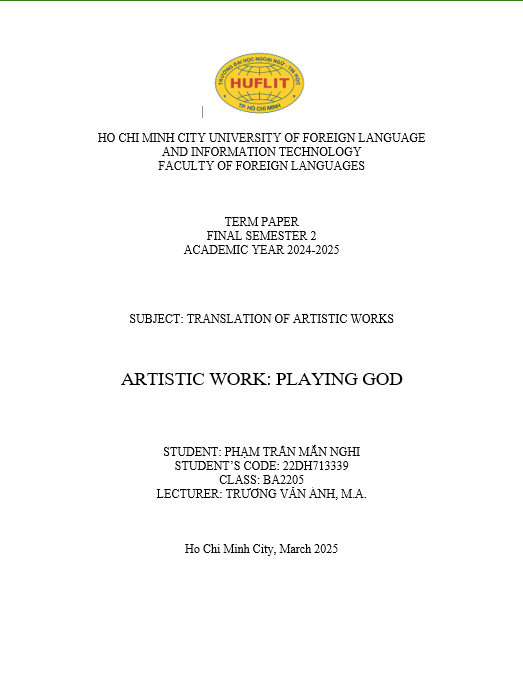 TRƯỜNG ĐẠI HỌC NGOẠI NGỮ - TIN HỌC
HUFLIT
TP. HỒ CHÍ MINH
HO CHI MINH CITY UNIVERSITY OF FOREIGN LANGUAGE
AND INFORMATION TECHNOLOGY
FACULTY OF FOREIGN LANGUAGES
TERM PAPER
FINAL SEMESTER 2
ACADEMIC YEAR 2024-2025
SUBJECT: TRANSLATION OF ARTISTIC WORKS
ARTISTIC WORK: PLAYING GOD
STUDENT: PHẠM TRẦN MẪN NGHI
STUDENT'S CODE: 22DH713339
CLASS: BA2205
LECTURER: TRƯƠNG VĂN ÁNH, M.A.
Ho Chi Minh City, March 2025